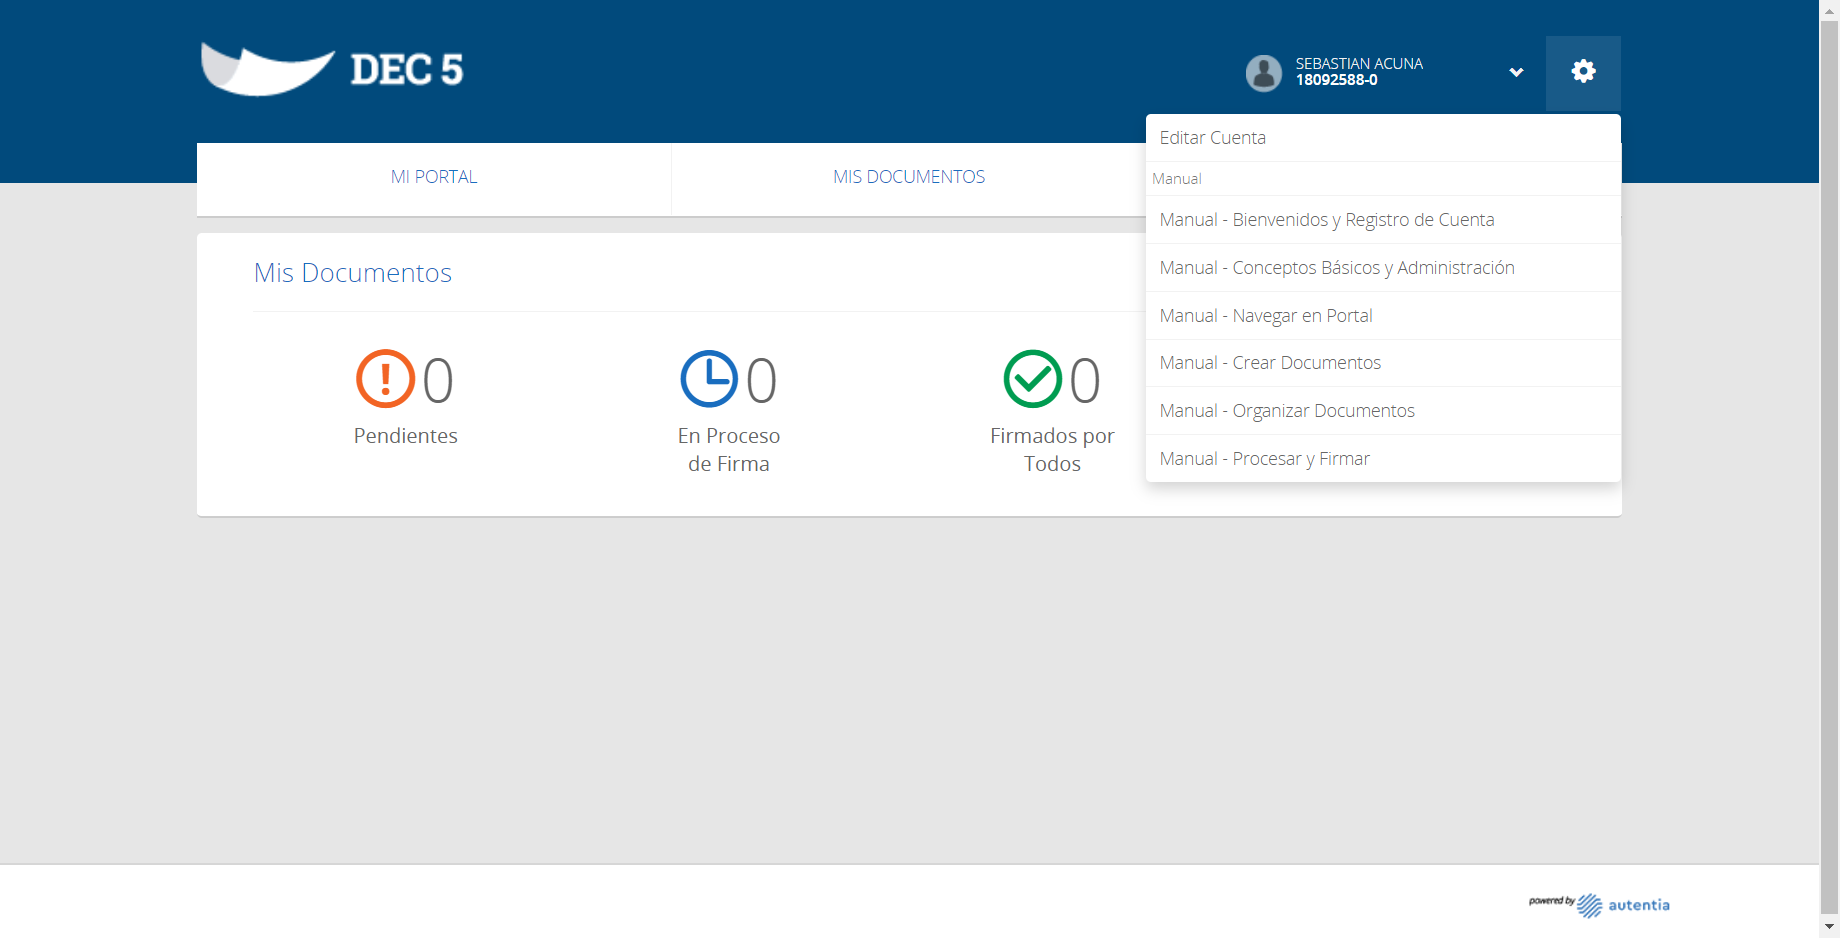 DEC 5
SEBASTIAN ACUNA
18092588-0
MI PORTAL
MIS DOCUMENTOS
Editar Cuenta
Manual
Manual - Bienvenidos y Registro de Cuenta
Manual - Conceptos Básicos y Administración
Manual - Navegar en Portal
Manual - Crear Documentos
Manual - Organizar Documentos
Manual - Procesar y Firmar
Mis Documentos
0
Pendientes
0
En Proceso
de Firma
0
Firmados por
Todos
powered by autentia